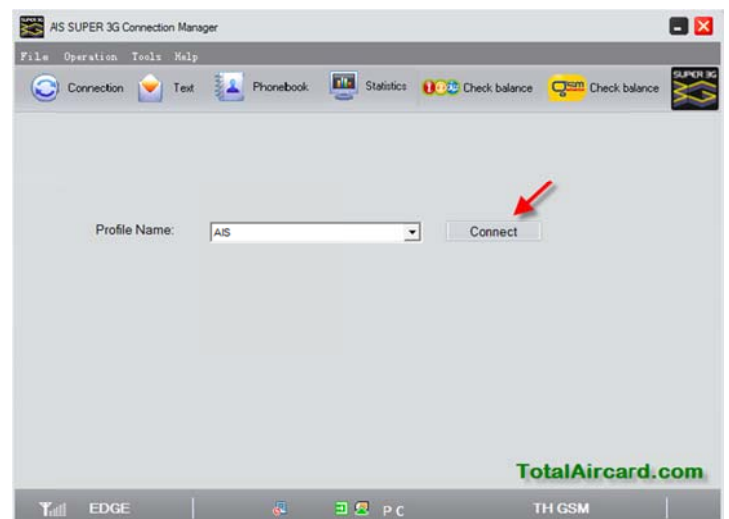 AIS SUPER 3G Connection Manager
File Operation Tools Help
Connection Text Phonebook Statistics Check balance Check balance SUPER 3G
Profile Name: AIS Connect
TotalAircard.com
EDGE PC TH GSM